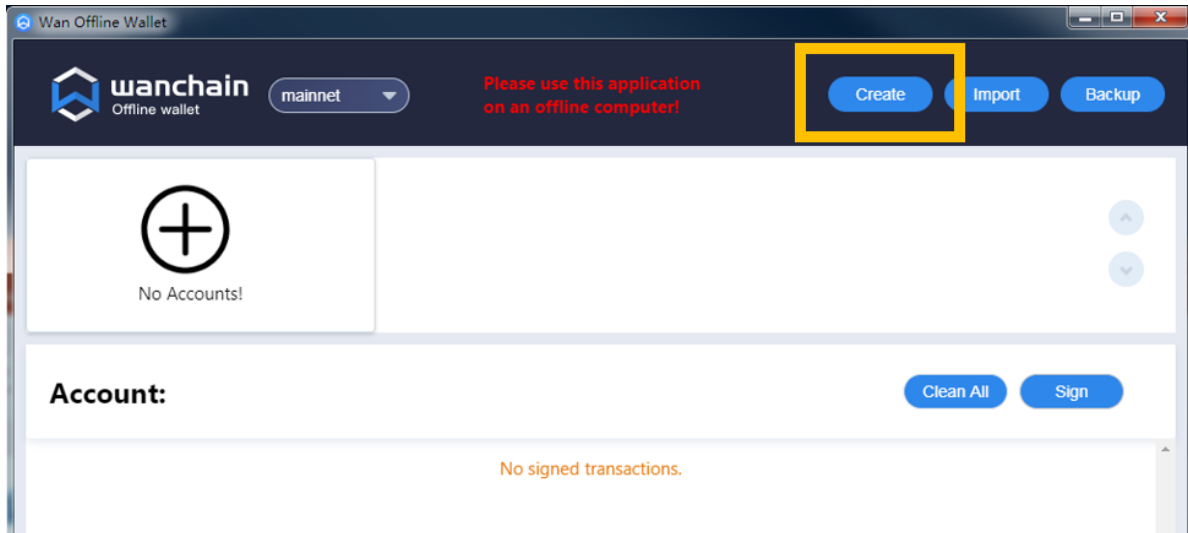 Wan Offline Wallet
wanchain
Offline wallet
mainnet
Please use this application
on an offline computer!
Create
Import
Backup
No Accounts!
Account:
Clean All
Sign
No signed transactions.